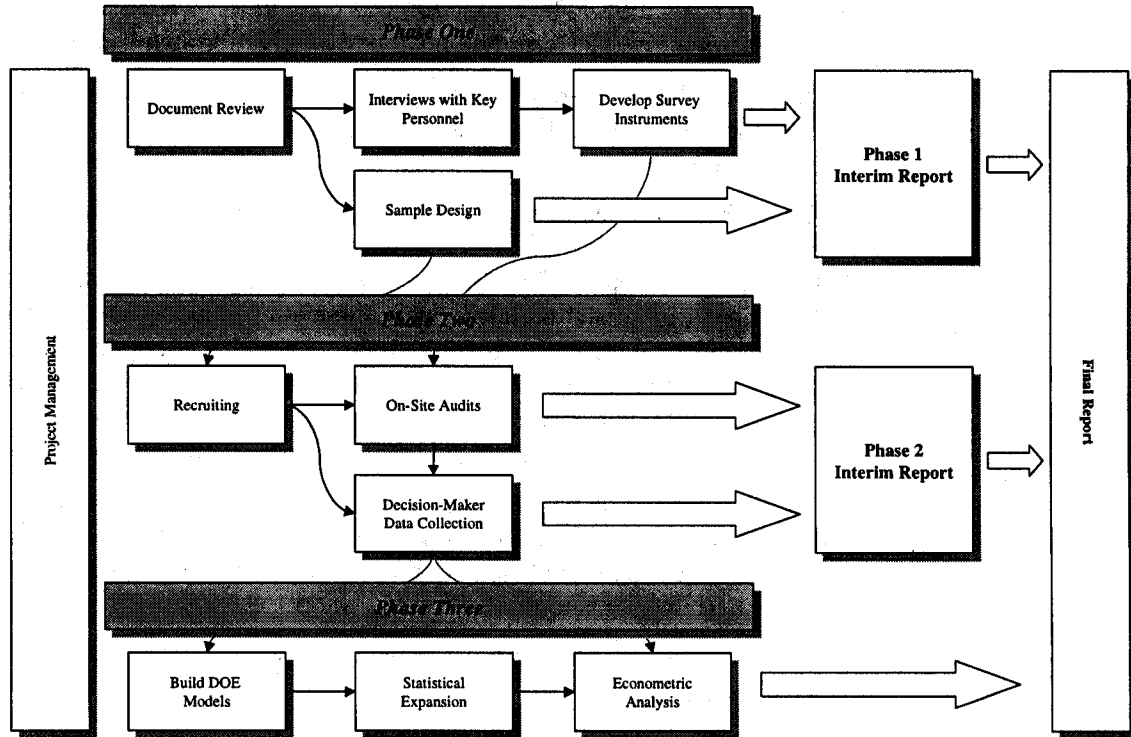 Phase One
Document Review
Interviews with Key
Personnel
Develop Survey
Instruments
Sample Design
Phase 1
Interim Report
Project Management
Final Report
Phase Two
Recruiting
On-Site Audits
Decision-Maker
Data Collection
Phase 2
Interim Report
Phase Three
Build DOE
Models
Statistical
Expansion
Econometric
Analysis